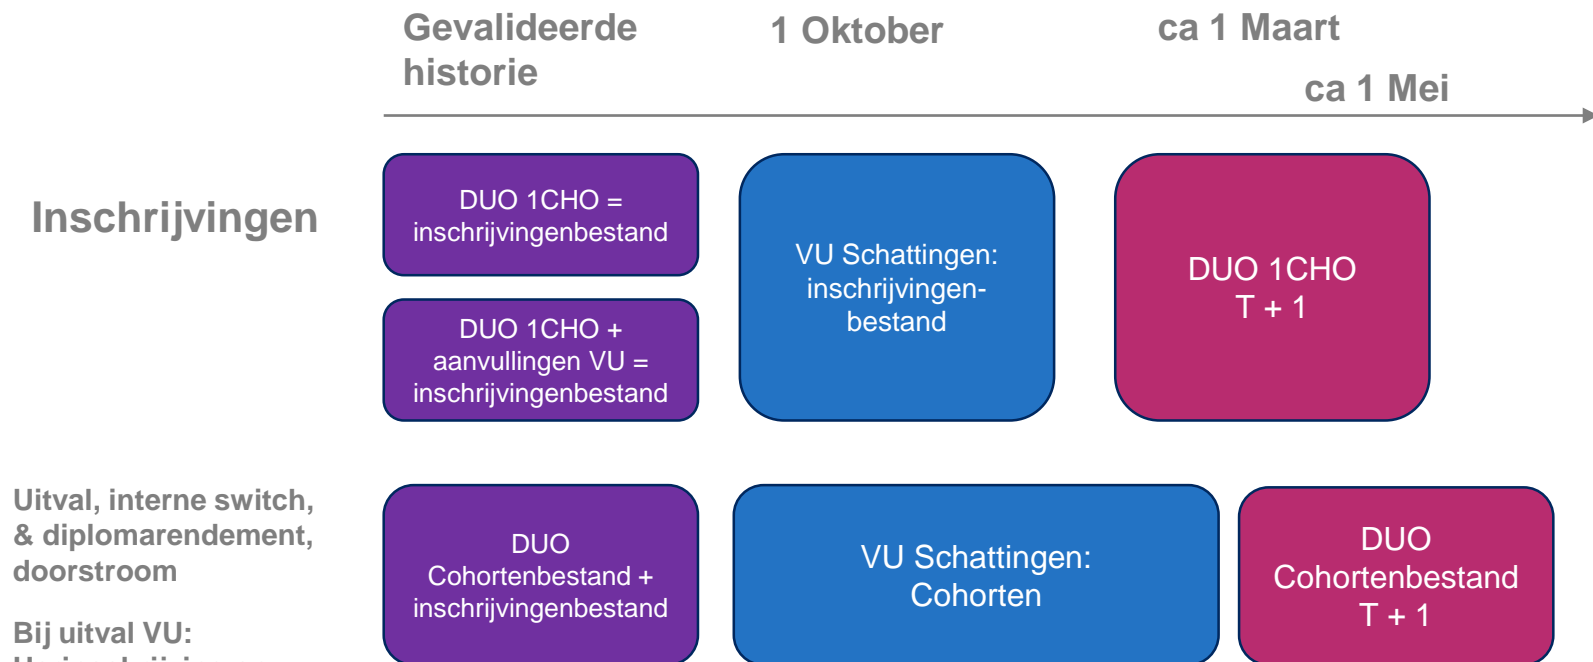 Gevalideerde
historie
1 Oktober
ca 1 Maart
ca 1 Mei
Inschrijvingen
DUO 1CHO =
inschrijvingenbestand
DUO 1CHO +
aanvullingen VU =
inschrijvingenbestand
VU Schattingen:
inschrijvingen-
bestand
DUO 1CHO
T + 1
Uitval, interne switch,
& diplomarendement,
doorstroom
Bij uitval VU:
DUO
Cohortenbestand +
inschrijvingenbestand
VU Schattingen:
Cohorten
DUO
Cohortenbestand
T + 1